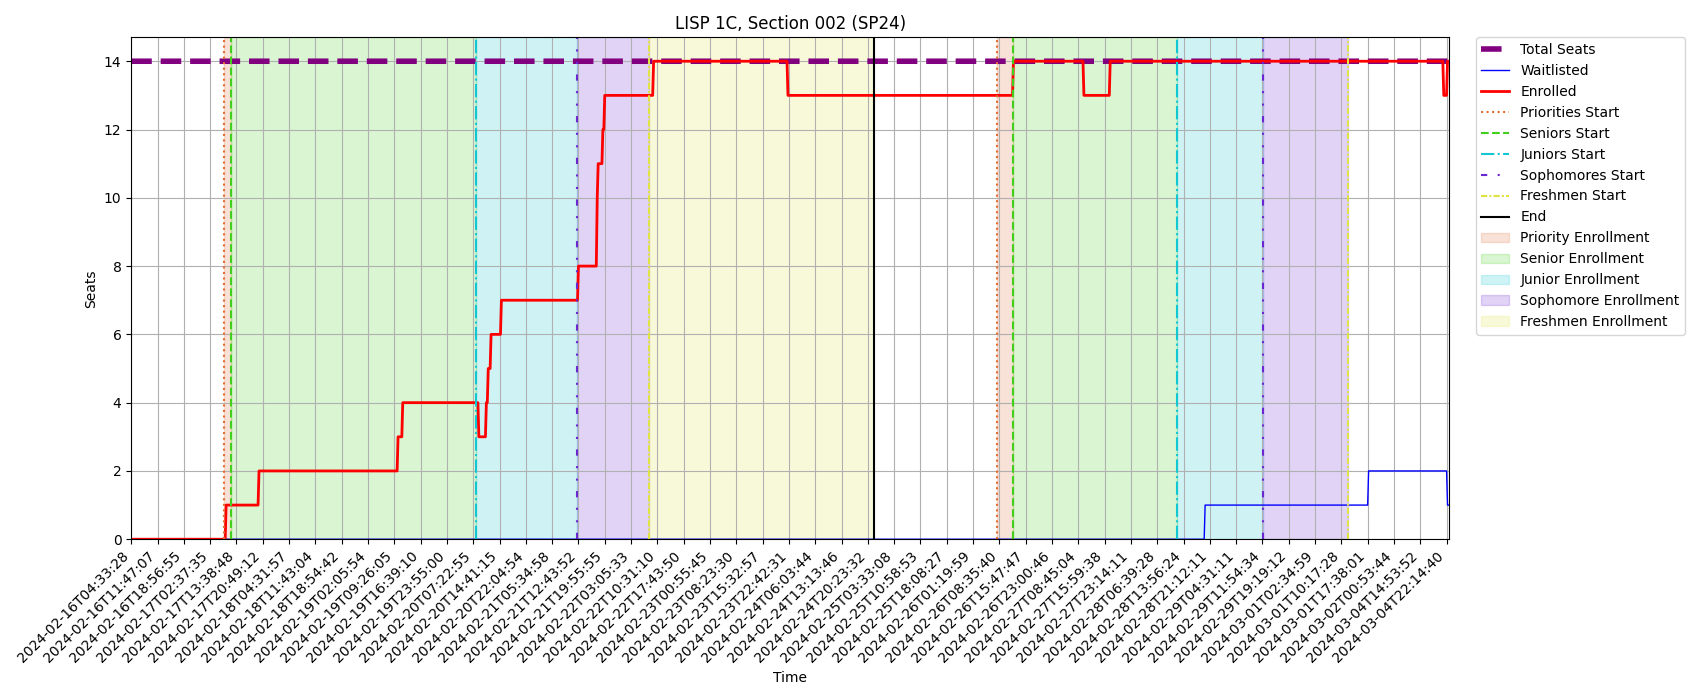 LISP 1C, Section 002 (SP24)
Seats
14
12
10
8
6
4
2
0
2024-02-16T04:33:28
2024-02-16T11:47:07
2024-02-16T18:56:55
2024-02-17T02:37:35
2024-02-17T13:38:48
2024-02-17T20:49:12
2024-02-18T04:31:57
2024-02-18T11:43:04
2024-02-18T18:54:42
2024-02-19T02:05:54
2024-02-19T09:26:05
2024-02-19T16:39:10
2024-02-19T23:55:00
2024-02-20T07:22:55
2024-02-20T14:41:15
2024-02-20T22:04:54
2024-02-21T05:34:58
2024-02-21T12:43:52
2024-02-21T19:55:55
2024-02-22T03:05:33
2024-02-22T10:31:10
2024-02-22T17:43:50
2024-02-23T00:55:45
2024-02-23T08:23:30
2024-02-23T15:32:57
2024-02-23T22:42:31
2024-02-24T06:03:44
2024-02-24T13:13:46
2024-02-24T20:23:32
2024-02-25T03:33:08
2024-02-25T10:58:53
2024-02-25T18:08:27
2024-02-26T01:19:59
2024-02-26T08:35:40
2024-02-26T15:47:47
2024-02-26T23:00:46
2024-02-27T08:45:04
2024-02-27T15:59:38
2024-02-27T23:14:11
2024-02-28T06:39:28
2024-02-28T13:56:24
2024-02-28T21:12:11
2024-02-29T04:31:11
2024-02-29T11:54:34
2024-02-29T19:19:12
2024-03-01T02:34:59
2024-03-01T10:17:28
2024-03-01T17:38:01
2024-03-02T00:53:44
2024-03-04T14:53:52
2024-03-04T22:14:40
Time
Total Seats
Waitlisted
Enrolled
Priorities Start
Seniors Start
Juniors Start
Sophomores Start
Freshmen Start
End
Priority Enrollment
Senior Enrollment
Junior Enrollment
Sophomore Enrollment
Freshmen Enrollment